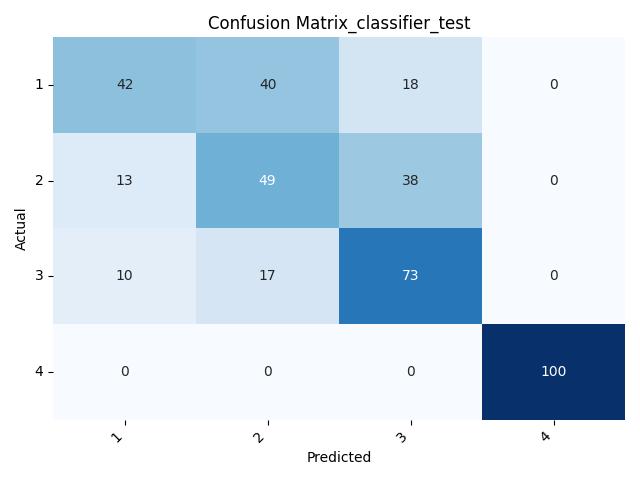 Confusion Matrix_classifier_test
Actual
1 42 40 18 0
2 13 49 38 0
3 10 17 73 0
4 0 0 0 100
1 2 3 4
Predicted